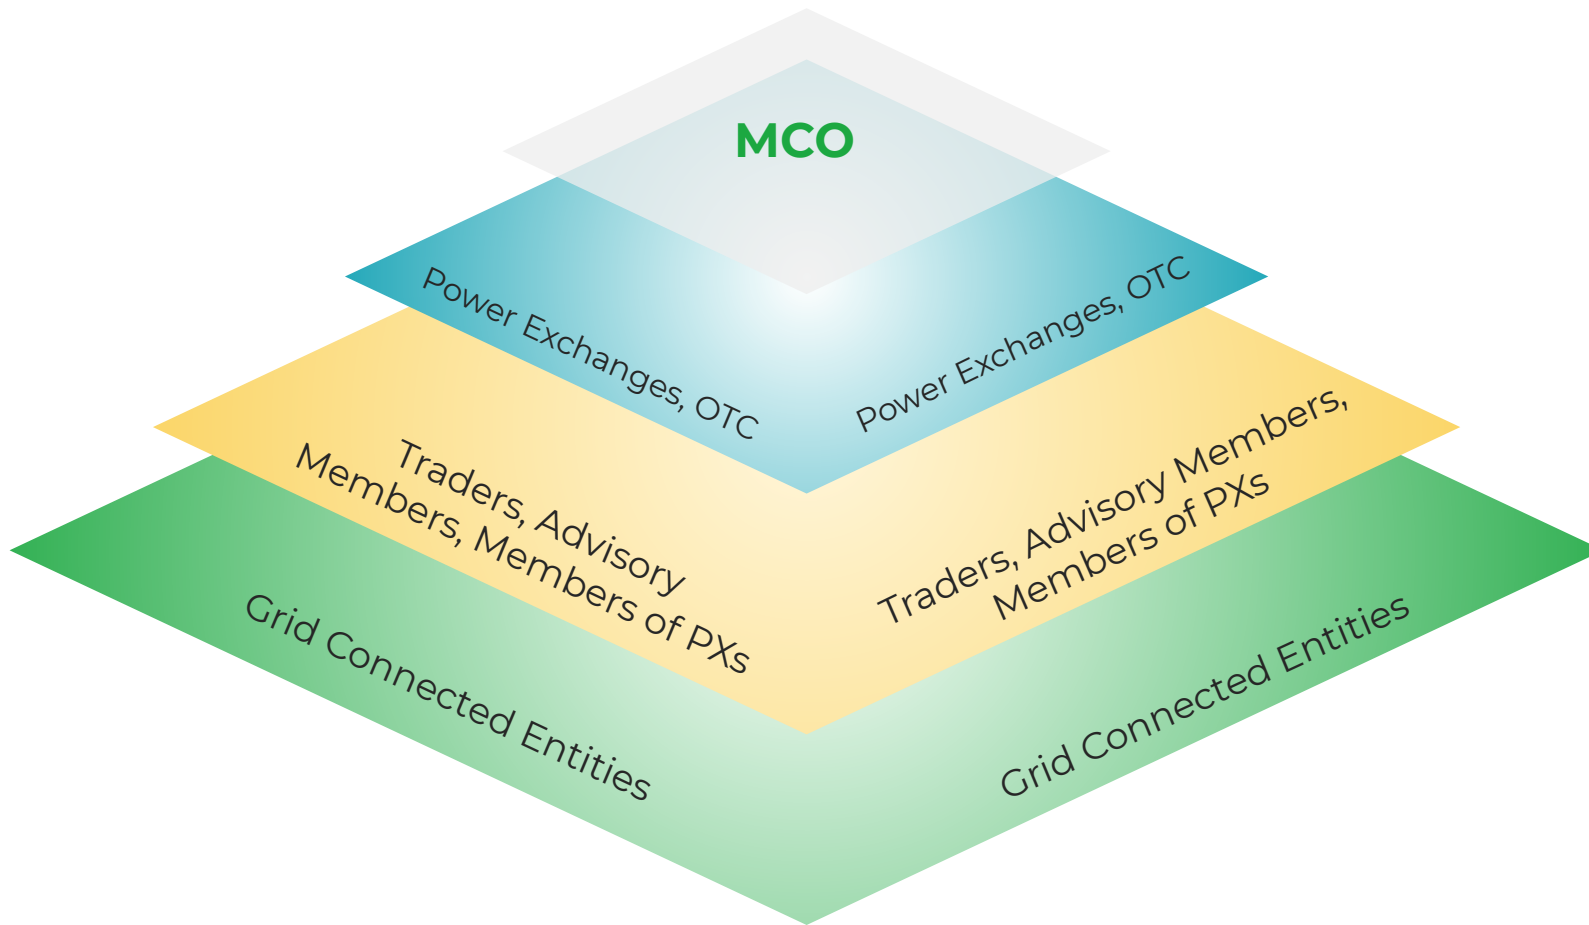 MCO
Power Exchanges, OTC
Power Exchanges, OTC
Traders, Advisory
Members, Members of PXs
Traders, Advisory Members,
Members of PXs
Grid Connected Entities
Grid Connected Entities